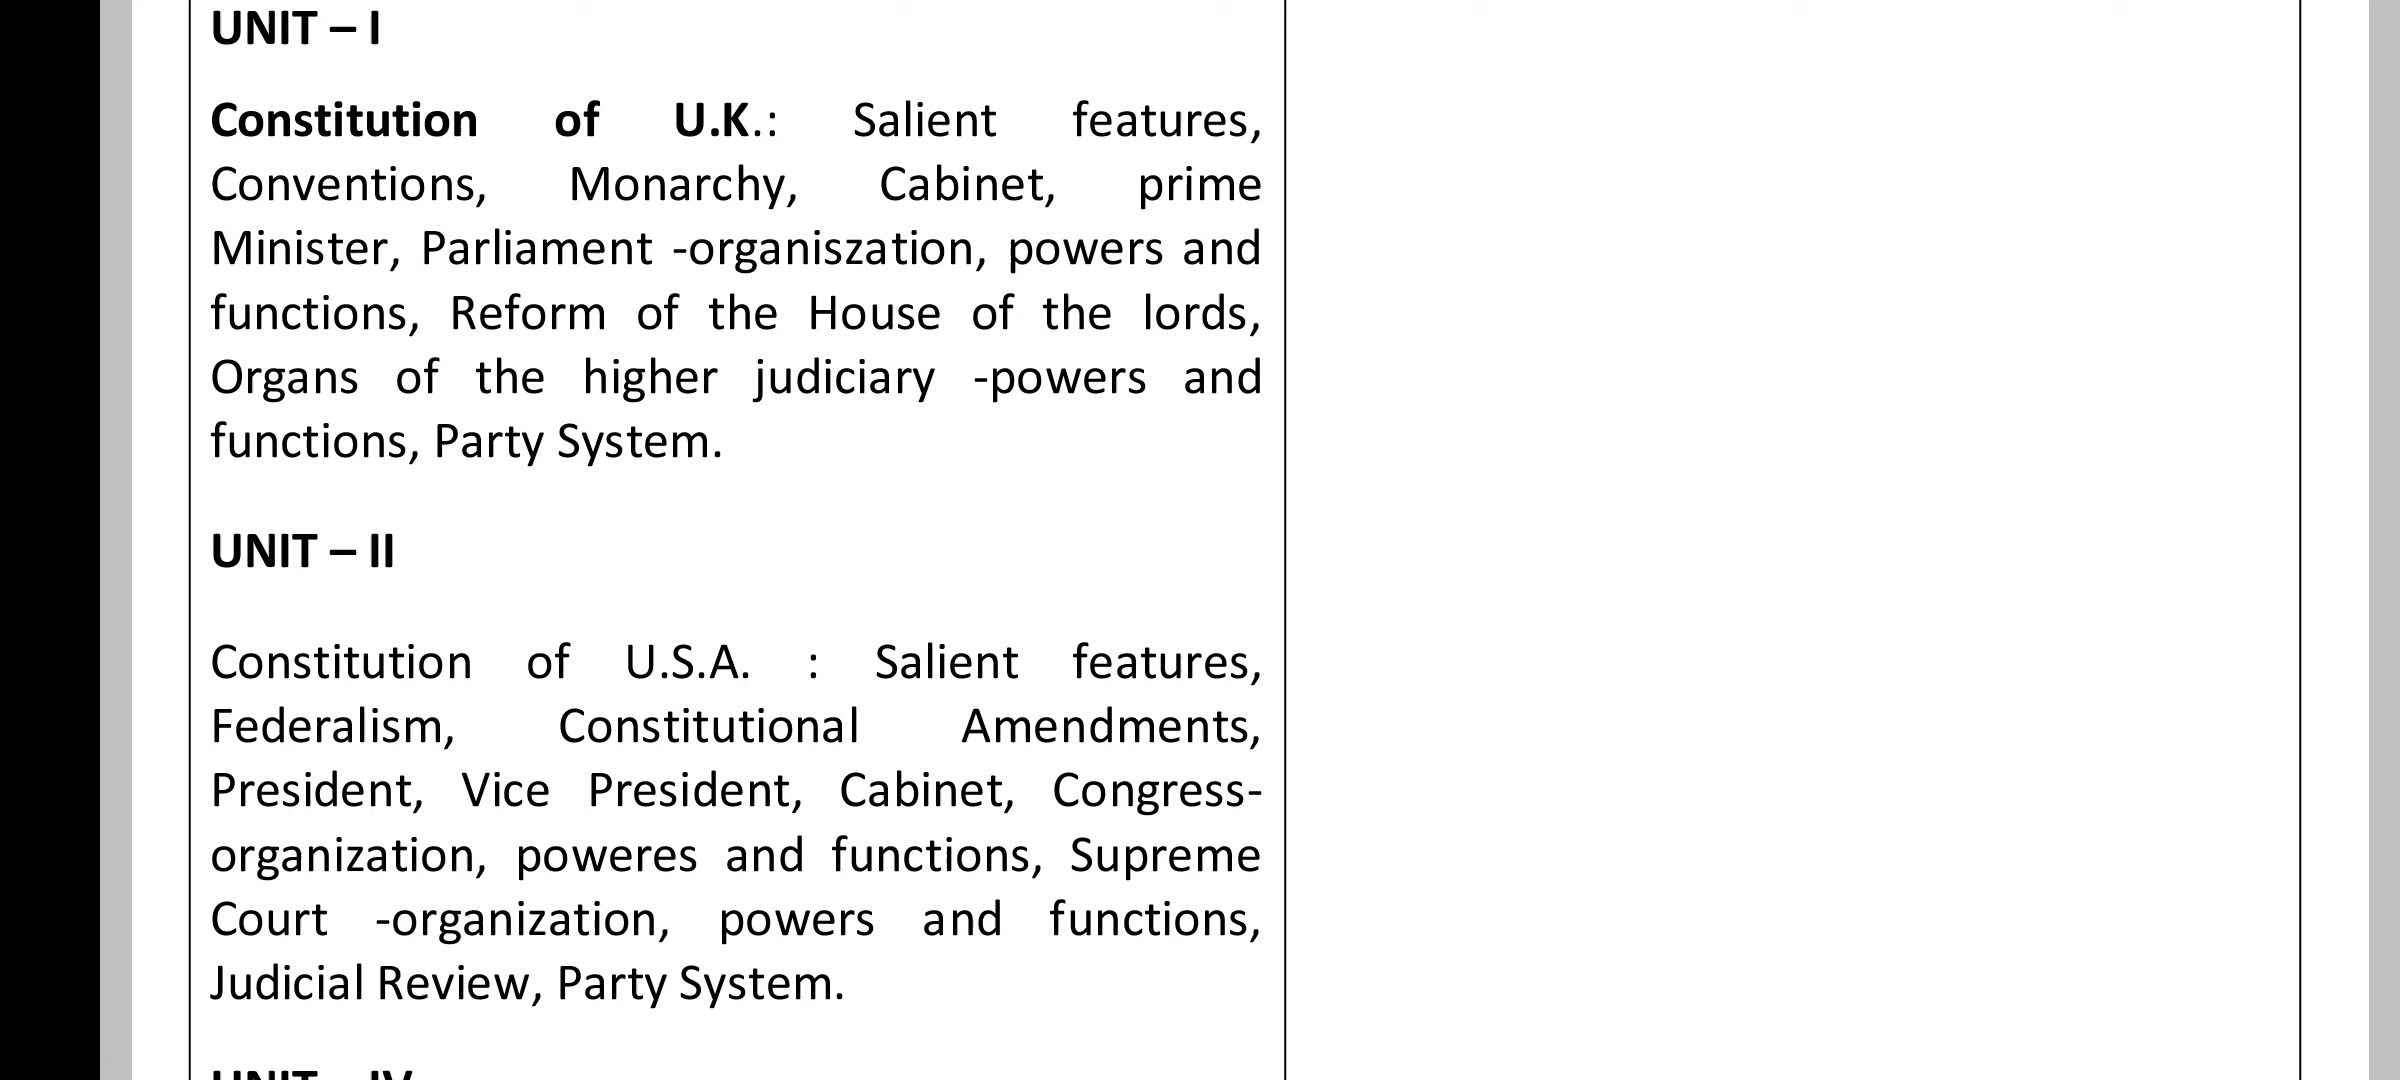 UNIT – I
Constitution of U.K.: Salient features,
Conventions, Monarchy, Cabinet, prime
Minister, Parliament -organiszation, powers and
functions, Reform of the House of the lords,
Organs of the higher judiciary -powers and
functions, Party System.
UNIT – II
Constitution of U.S.A. : Salient features,
Federalism, Constitutional Amendments,
President, Vice President, Cabinet, Congress-
organization, poweres and functions, Supreme
Court -organization, powers and functions,
Judicial Review, Party System.
UNIT – IV